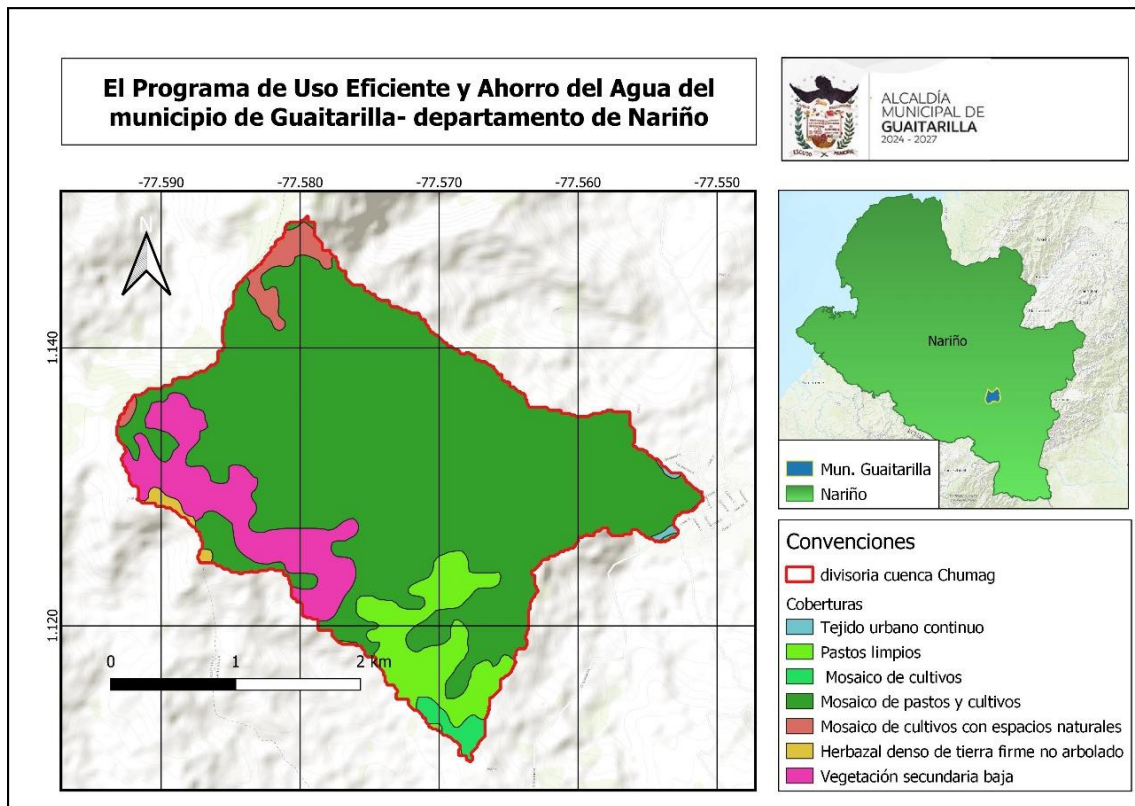 El Programa de Uso Eficiente y Ahorro del Agua del
municipio de Guaitarilla- departamento de Nariño
ALCALDÍA
MUNICIPAL DE
GUAITARILLA
2024 - 2027
-77.590
-77.580
-77.570
-77.560
-77.550
N
1.140
1.120
0
1
2 km
Nariño
Mun. Guaitarilla
Nariño
Convenciones
divisoria cuenca Chumag
Coberturas
Tejido urbano continuo
Pastos limpios
Mosaico de cultivos
Mosaico de pastos y cultivos
Mosaico de cultivos con espacios naturales
Herbazal denso de tierra firme no arbolado
Vegetación secundaria baja